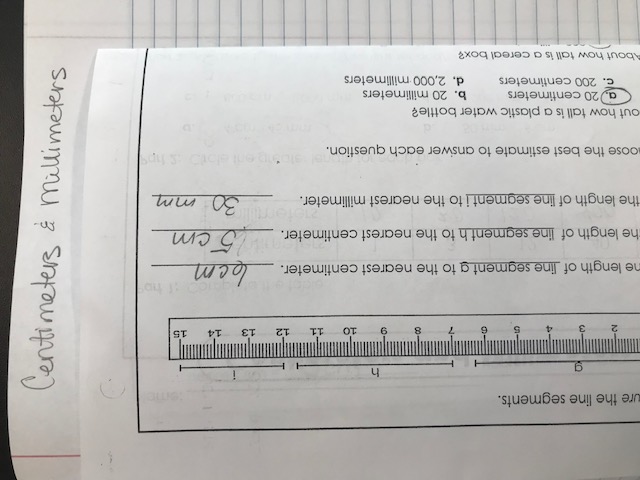 Centimeters & Millimeters
ure the line segments.
g h i
2 3 4 5 6 7 8 9 10 11 12 13 14 15
he length of line segment g to the nearest centimeter. 6cm
he length of line segment h to the nearest centimeter. 5 cm
the length of line segment i to the nearest millimeter. 30 mm
oose the best estimate to answer each question.
out how tall is a plastic water bottle?
a. 20 centimeters b. 20 millimeters
c. 200 centimeters d. 2,000 millimeters
bout how tall is a cereal box?